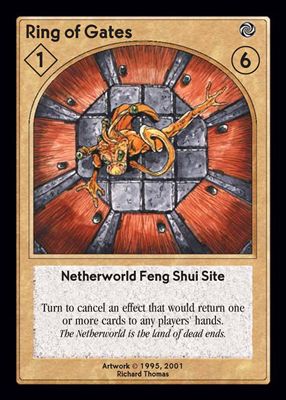 Ring of Gates
1
6
Netherworld Feng Shui Site
Turn to cancel an effect that would return one
or more cards to any players' hands.
The Netherworld is the land of dead ends.
Artwork © 1995, 2001
Richard Thomas